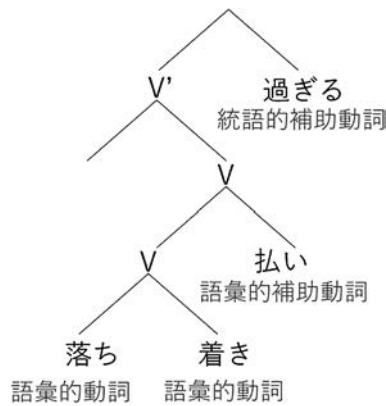 V' 過ぎる
統語的補助動詞
V
V 払い
語彙的補助動詞
落ち 着き
語彙的動詞 語彙的動詞